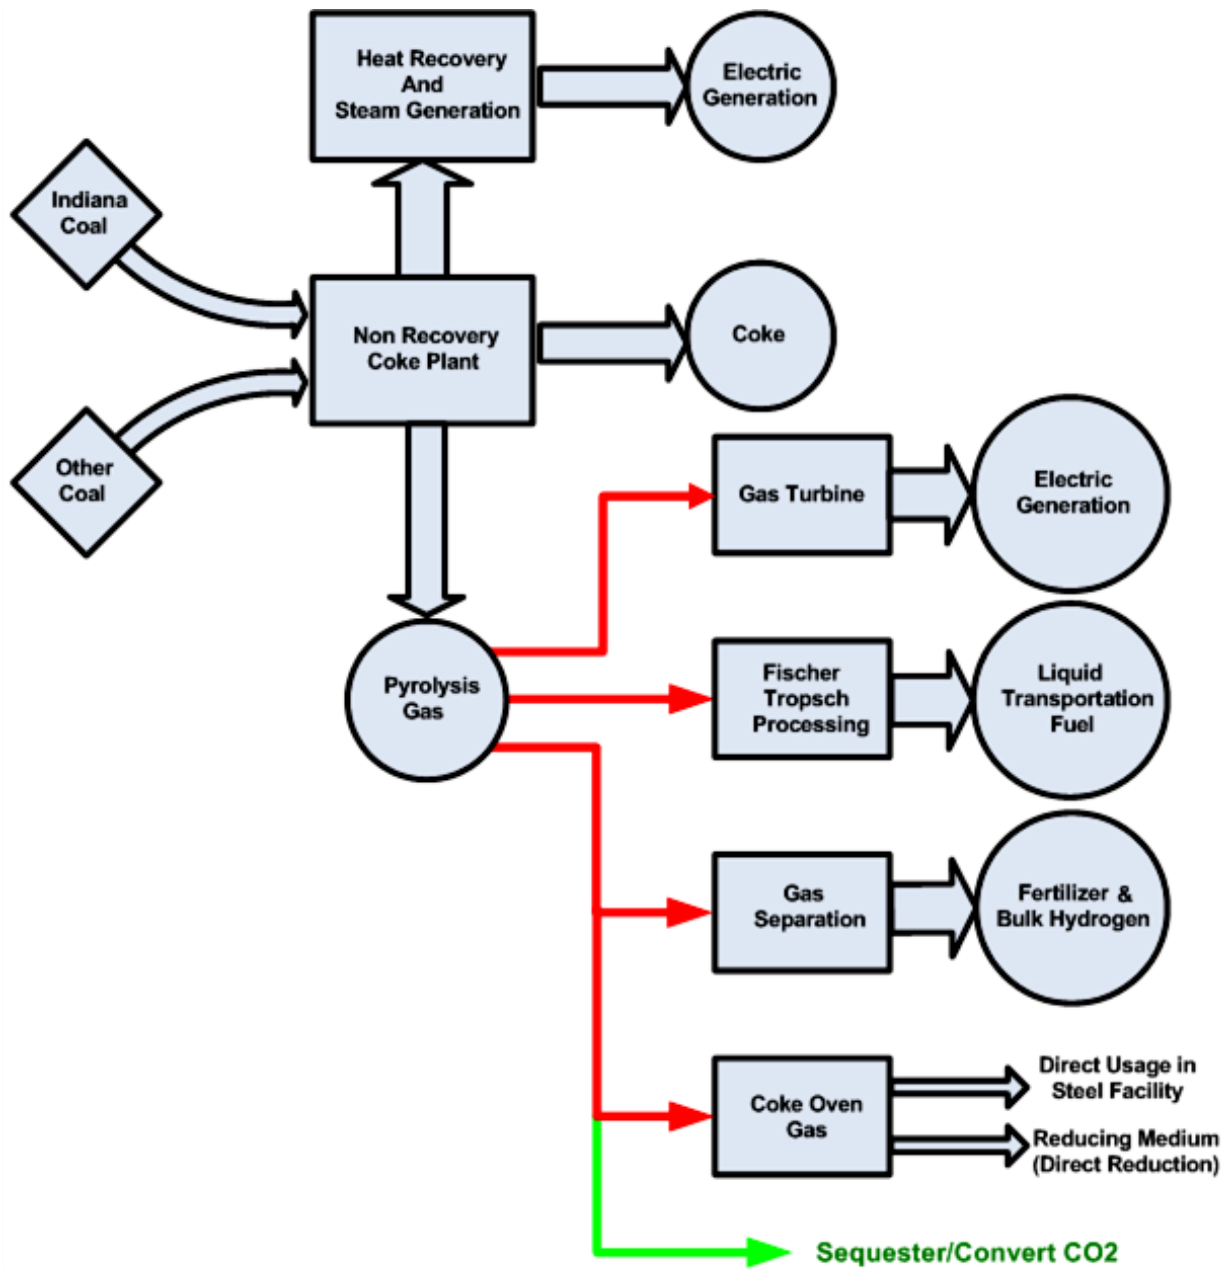 Heat Recovery
And
Steam Generation
Electric
Generation
Indiana
Coal
Non Recovery
Coke Plant
Coke
Other
Coal
Gas Turbine
Electric
Generation
Pyrolysis
Gas
Fischer
Tropsch
Processing
Liquid
Transportation
Fuel
Gas
Separation
Fertilizer &
Bulk Hydrogen
Coke Oven
Gas
Direct Usage in
Steel Facility
Reducing Medium
(Direct Reduction)
Sequester/Convert CO2